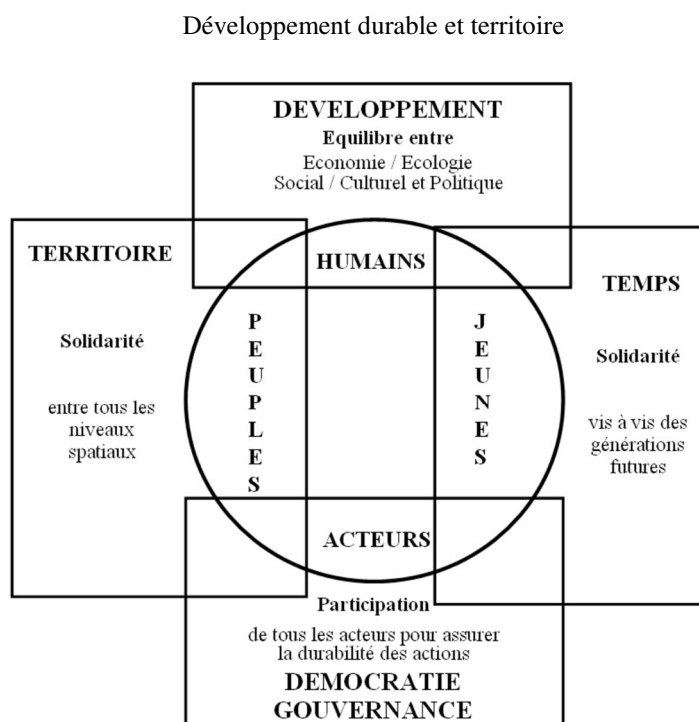 Développement durable et territoire
DEVELOPPEMENT
Equilibre entre
Economie / Ecologie
Social / Culturel et Politique
TERRITOIRE
Solidarité
entre tous les
niveaux
spatiaux
HUMAINS
PEUPLES
JEUNES
TEMPS
Solidarité
vis à vis des
générations
futures
ACTEURS
Participation
de tous les acteurs pour assurer
la durabilité des actions
DEMOCRATIE
GOUVERNANCE